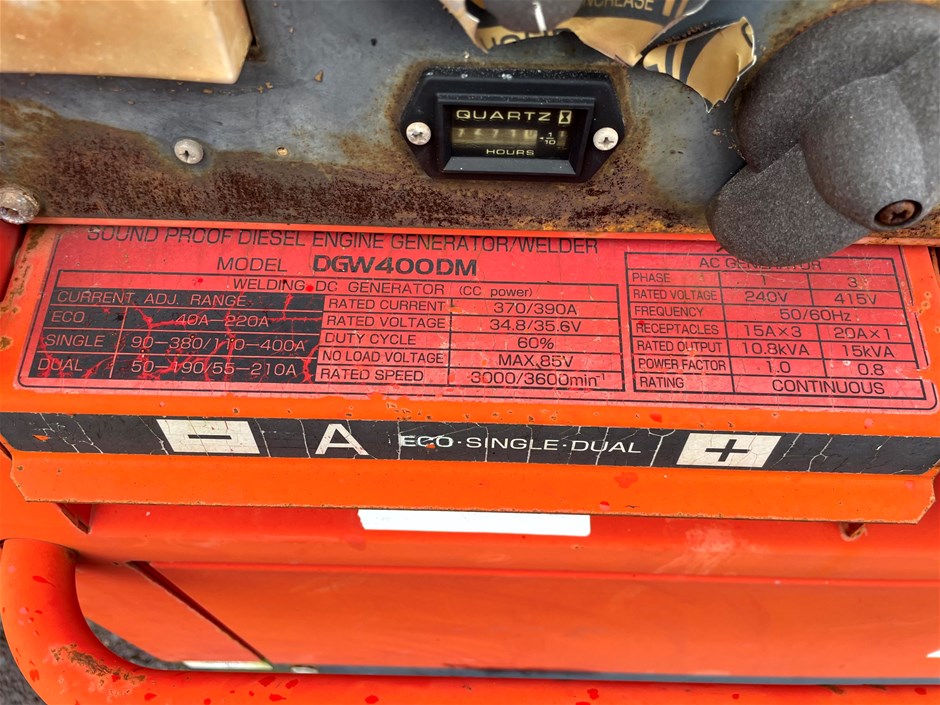 INCREASE
QUARTZ
1/10
HOURS
SOUND PROOF DIESEL ENGINE GENERATOR/WELDER
MODEL DGW400DM
WELDING DC GENERATOR (CC power)
CURRENT ADJ. RANGE
ECO 40A-220A
SINGLE 90-380/110-400A
DUAL 50-190/55-210A
RATED CURRENT 370/390A
RATED VOLTAGE 34.8/35.6V
DUTY CYCLE 60%
NO LOAD VOLTAGE MAX.85V
RATED SPEED 3000/3600min⁻¹
AC GENERATOR
PHASE 1 3
RATED VOLTAGE 240V 415V
FREQUENCY 50/60Hz
RECEPTACLES 15A×3 20A×1
RATED OUTPUT 10.8kVA 15kVA
POWER FACTOR 1.0 0.8
RATING CONTINUOUS
− A ECO·SINGLE·DUAL +